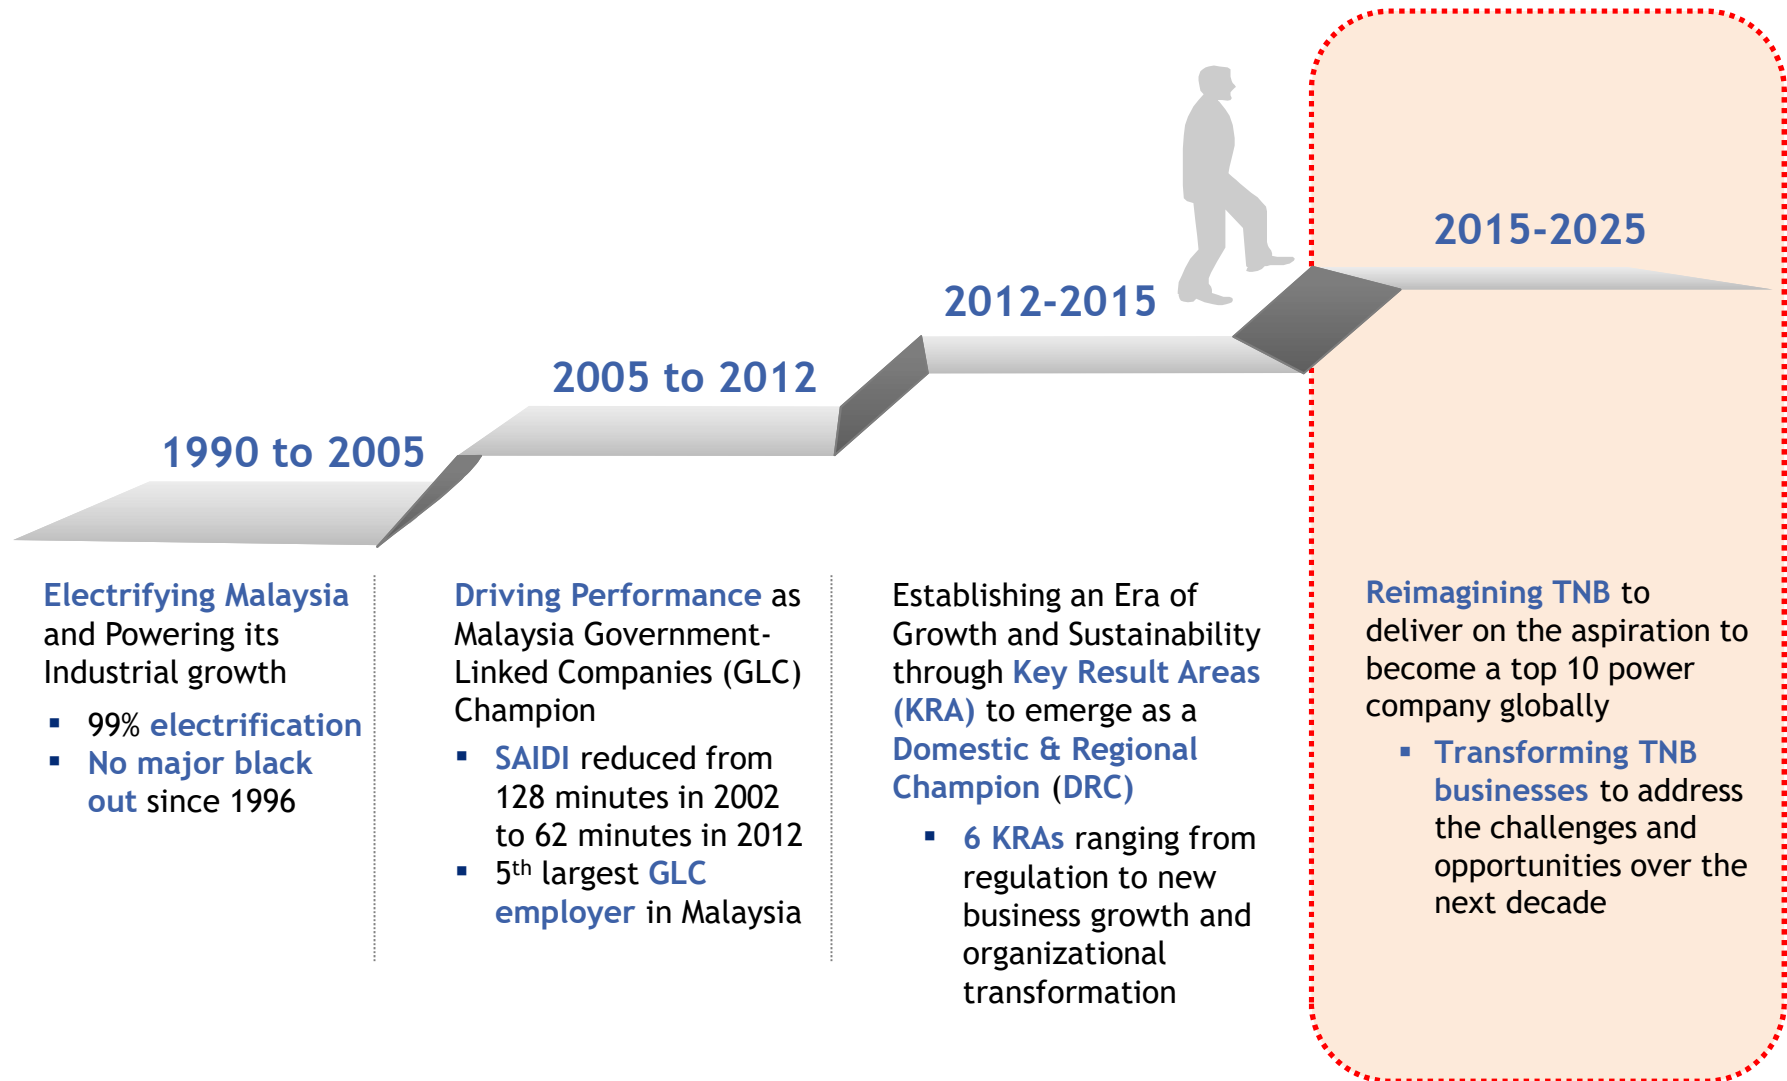 2015-2025
2012-2015
2005 to 2012
1990 to 2005
Electrifying Malaysia
and Powering its
Industrial growth
▪ 99% electrification
▪ No major black
out since 1996
Driving Performance as
Malaysia Government-
Linked Companies (GLC)
Champion
▪ SAIDI reduced from
128 minutes in 2002
to 62 minutes in 2012
▪ 5th largest GLC
employer in Malaysia
Establishing an Era of
Growth and Sustainability
through Key Result Areas
(KRA) to emerge as a
Domestic & Regional
Champion (DRC)
▪ 6 KRAs ranging from
regulation to new
business growth and
organizational
transformation
Reimagining TNB to
deliver on the aspiration to
become a top 10 power
company globally
▪ Transforming TNB
businesses to address
the challenges and
opportunities over the
next decade